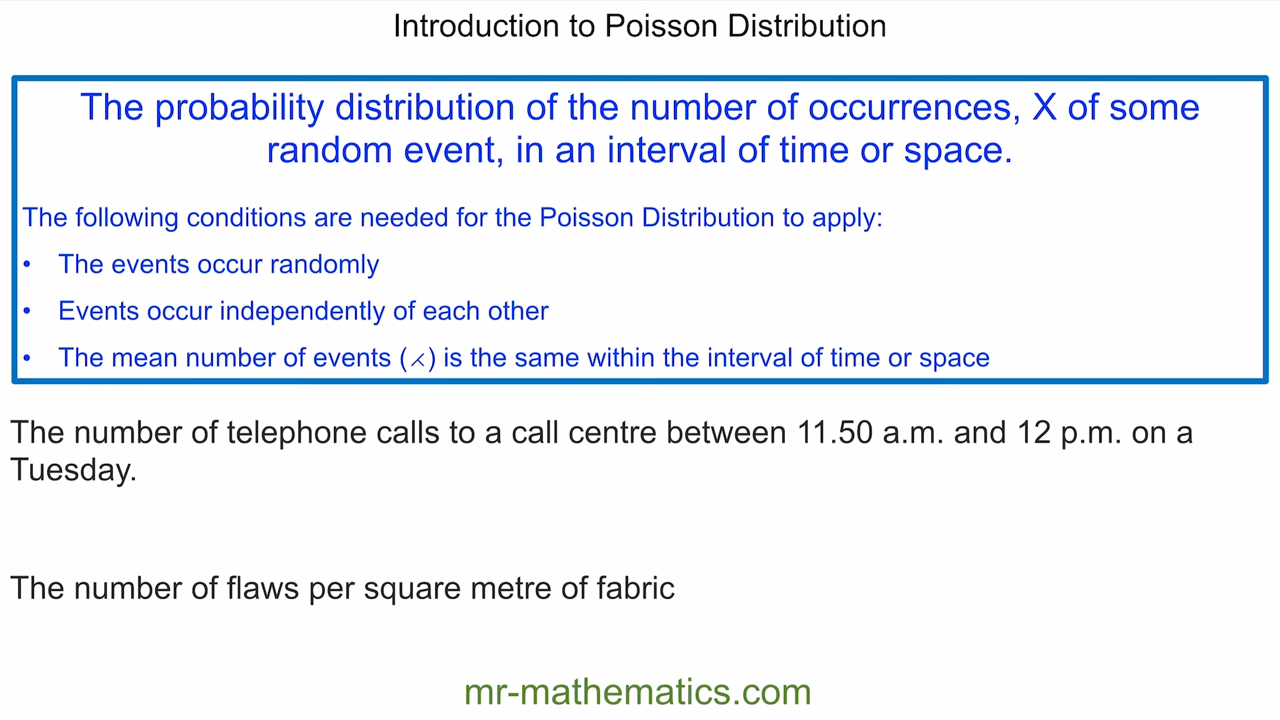 Introduction to Poisson Distribution
The probability distribution of the number of occurrences, X of some
random event, in an interval of time or space.
The following conditions are needed for the Poisson Distribution to apply:
• The events occur randomly
• Events occur independently of each other
• The mean number of events (⁁) is the same within the interval of time or space
The number of telephone calls to a call centre between 11.50 a.m. and 12 p.m. on a
Tuesday.
The number of flaws per square metre of fabric
mr-mathematics.com